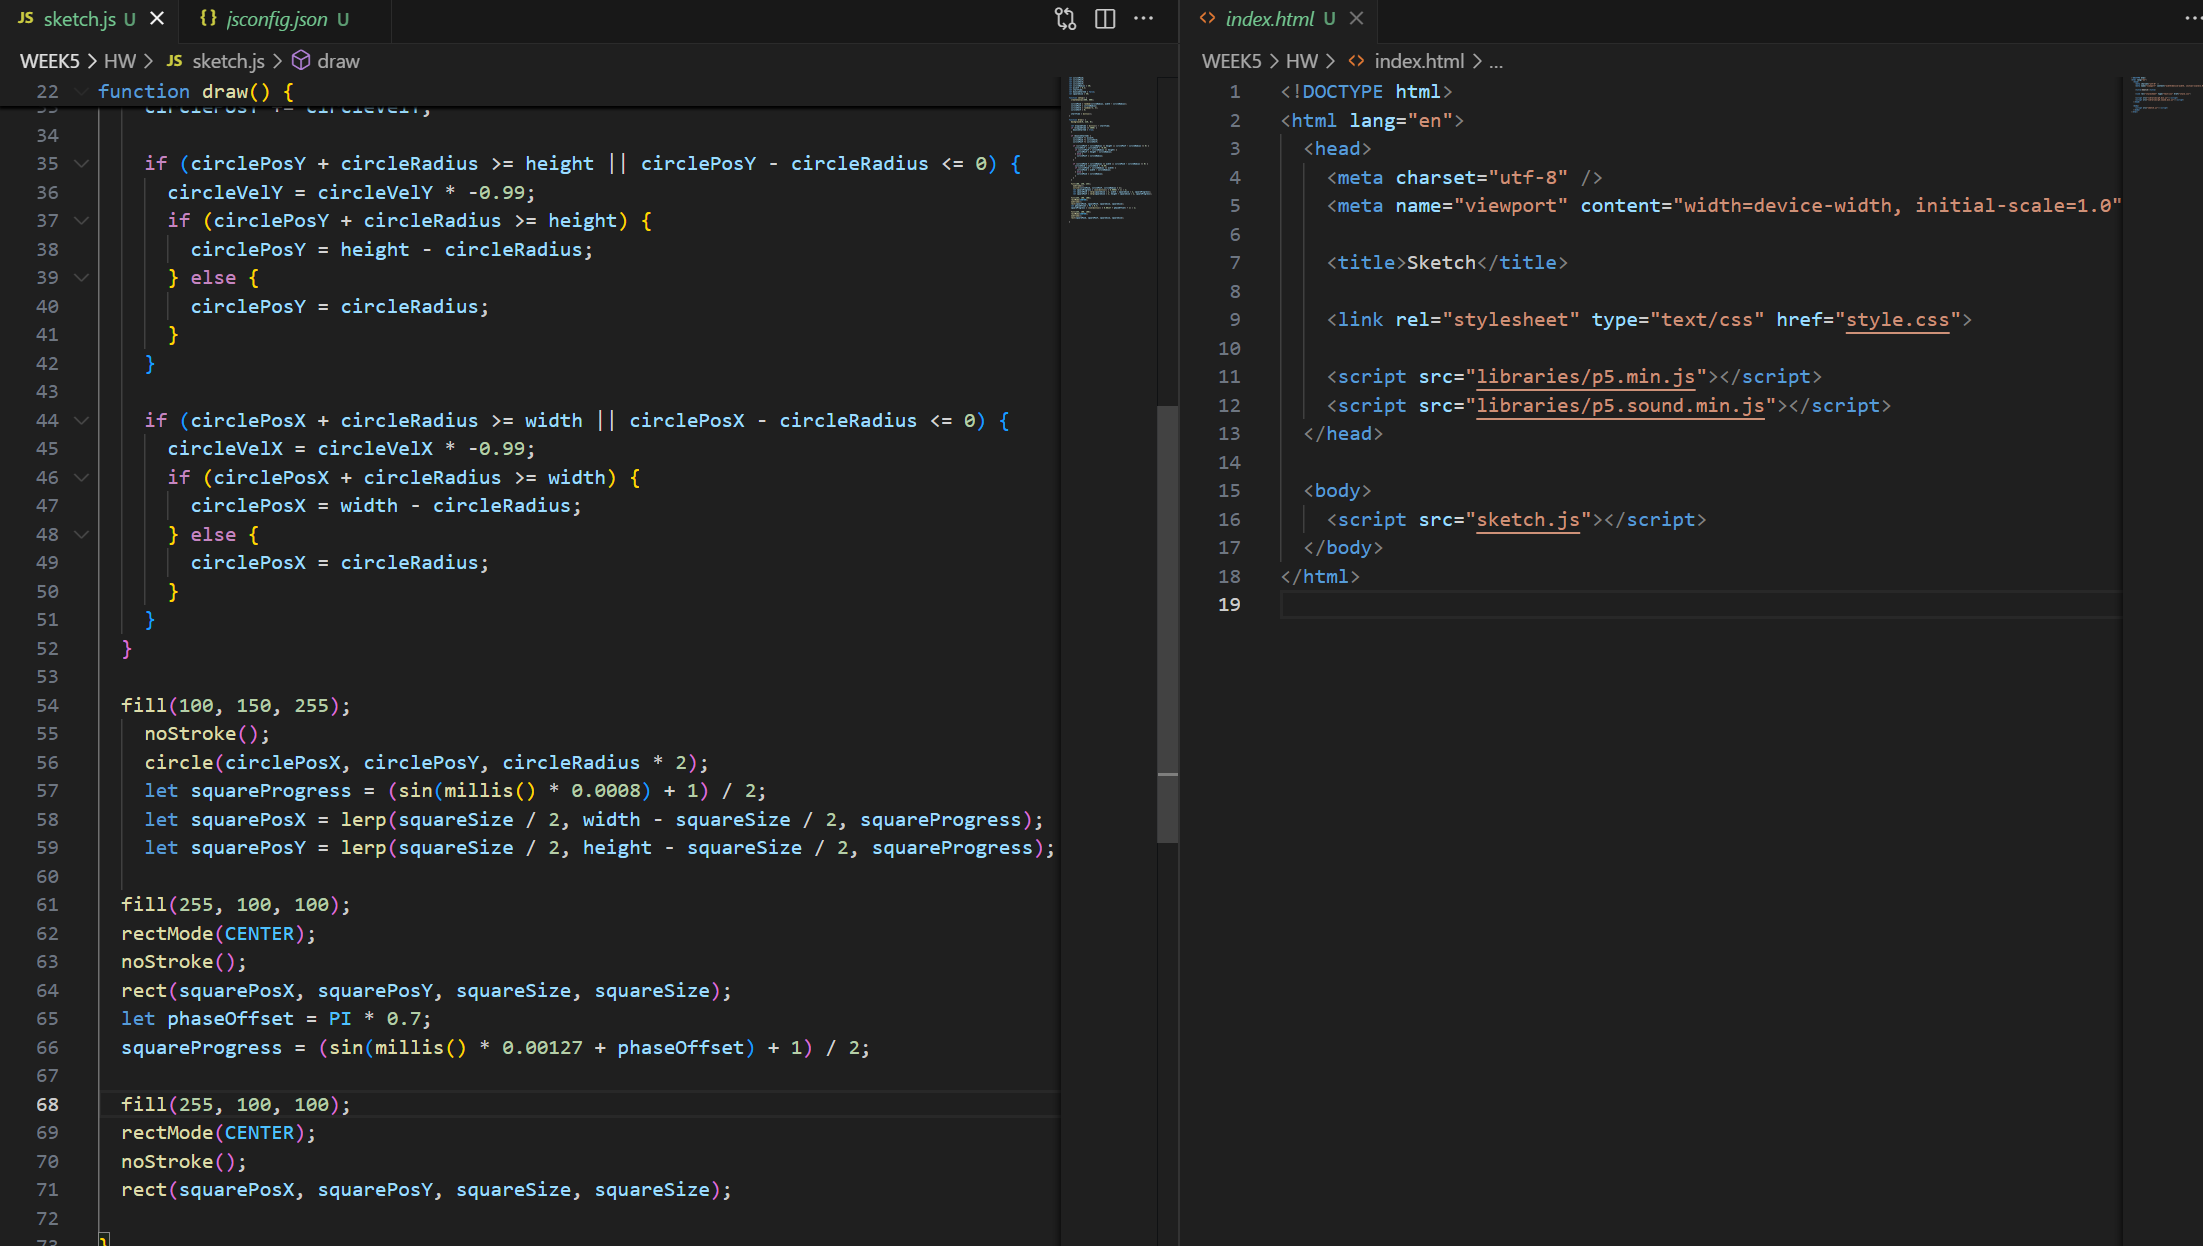 JS sketch.js U
{} jsconfig.json U
WEEK5 > HW > JS sketch.js > draw
22 function draw() {
33 circlePosY += circleVelY;
34
35 if (circlePosY + circleRadius >= height || circlePosY - circleRadius <= 0) {
36 circleVelY = circleVelY * -0.99;
37 if (circlePosY + circleRadius >= height) {
38 circlePosY = height - circleRadius;
39 } else {
40 circlePosY = circleRadius;
41 }
42 }
43
44 if (circlePosX + circleRadius >= width || circlePosX - circleRadius <= 0) {
45 circleVelX = circleVelX * -0.99;
46 if (circlePosX + circleRadius >= width) {
47 circlePosX = width - circleRadius;
48 } else {
49 circlePosX = circleRadius;
50 }
51 }
52 }
53
54 fill(100, 150, 255);
55 noStroke();
56 circle(circlePosX, circlePosY, circleRadius * 2);
57 let squareProgress = (sin(millis() * 0.0008) + 1) / 2;
58 let squarePosX = lerp(squareSize / 2, width - squareSize / 2, squareProgress);
59 let squarePosY = lerp(squareSize / 2, height - squareSize / 2, squareProgress);
60
61 fill(255, 100, 100);
62 rectMode(CENTER);
63 noStroke();
64 rect(squarePosX, squarePosY, squareSize, squareSize);
65 let phaseOffset = PI * 0.7;
66 squareProgress = (sin(millis() * 0.00127 + phaseOffset) + 1) / 2;
67
68 fill(255, 100, 100);
69 rectMode(CENTER);
70 noStroke();
71 rect(squarePosX, squarePosY, squareSize, squareSize);
72
73 }
<> index.html U
WEEK5 > HW > <> index.html > ...
1 <!DOCTYPE html>
2 <html lang="en">
3 <head>
4 <meta charset="utf-8" />
5 <meta name="viewport" content="width=device-width, initial-scale=1.0"
6
7 <title>Sketch</title>
8
9 <link rel="stylesheet" type="text/css" href="style.css">
10
11 <script src="libraries/p5.min.js"></script>
12 <script src="libraries/p5.sound.min.js"></script>
13 </head>
14
15 <body>
16 <script src="sketch.js"></script>
17 </body>
18 </html>
19